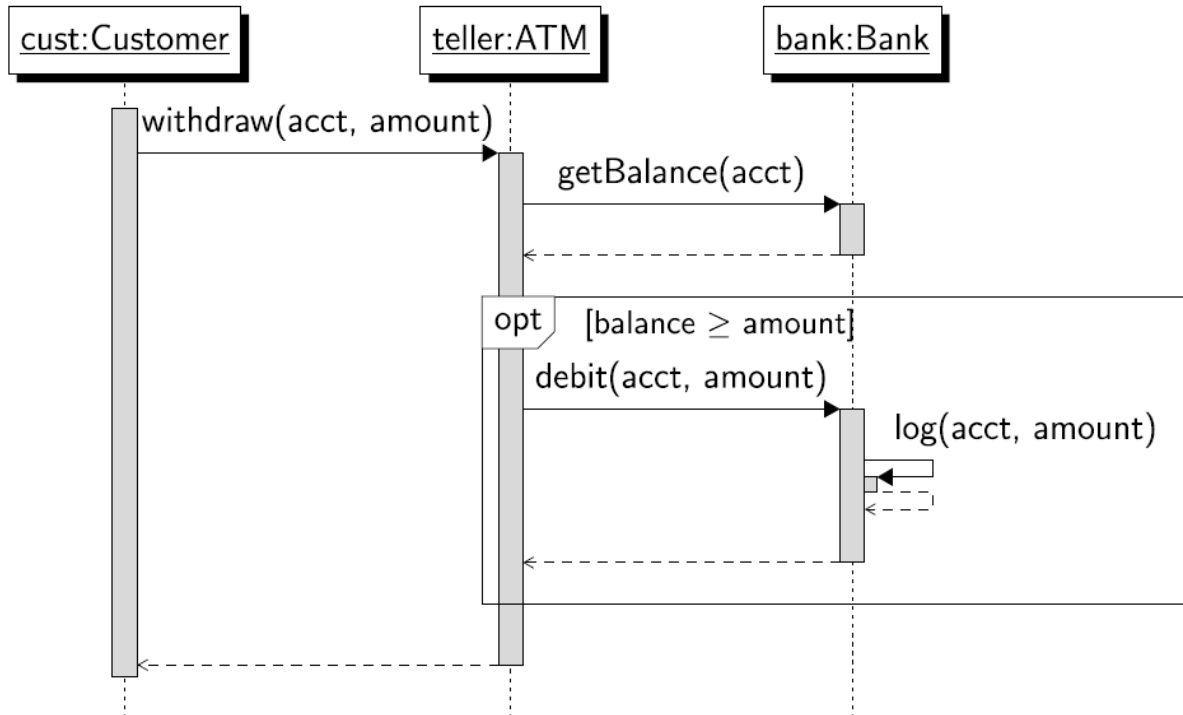 cust:Customer
teller:ATM
bank:Bank
withdraw(acct, amount)
getBalance(acct)
opt
[balance ≥ amount]
debit(acct, amount)
log(acct, amount)